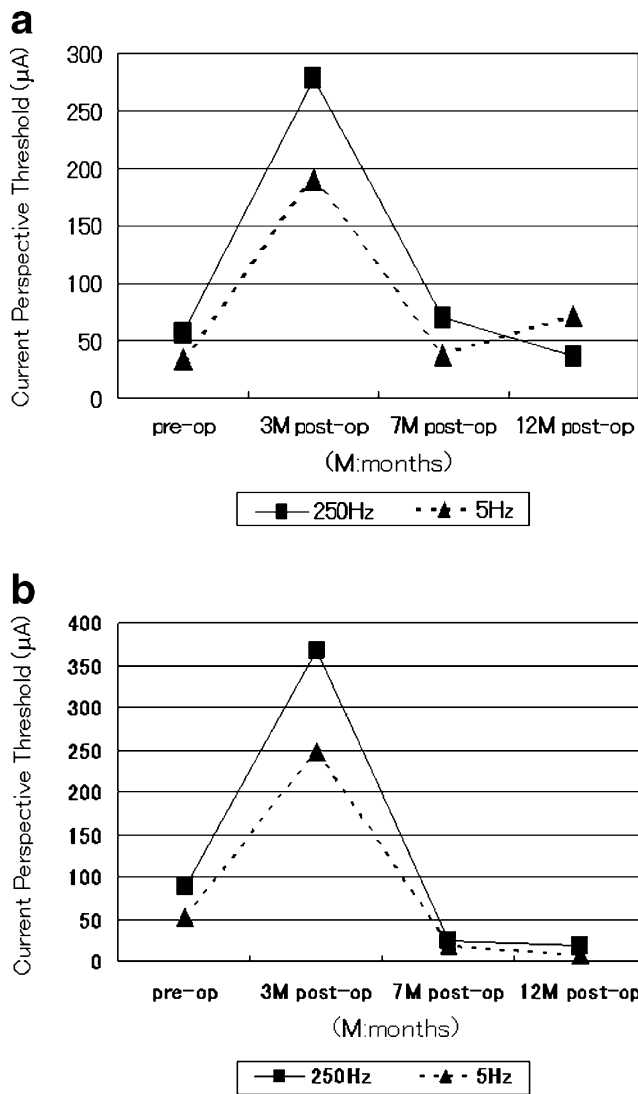 a
Current Perspective Threshold (μA)
300
250
200
150
100
50
0
pre-op 3M post-op 7M post-op 12M post-op
(M:months)
250Hz 5Hz
b
Current Perspective Threshold (μA)
400
350
300
250
200
150
100
50
0
pre-op 3M post-op 7M post-op 12M post-op
(M:months)
250Hz 5Hz